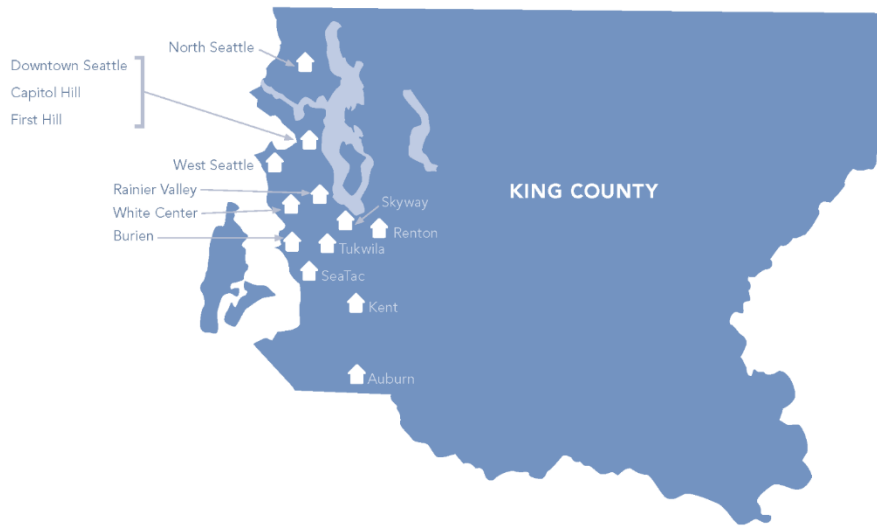 North Seattle
Downtown Seattle
Capitol Hill
First Hill
West Seattle
Rainier Valley
White Center
Burien
KING COUNTY
Skyway
Renton
Tukwila
SeaTac
Kent
Auburn